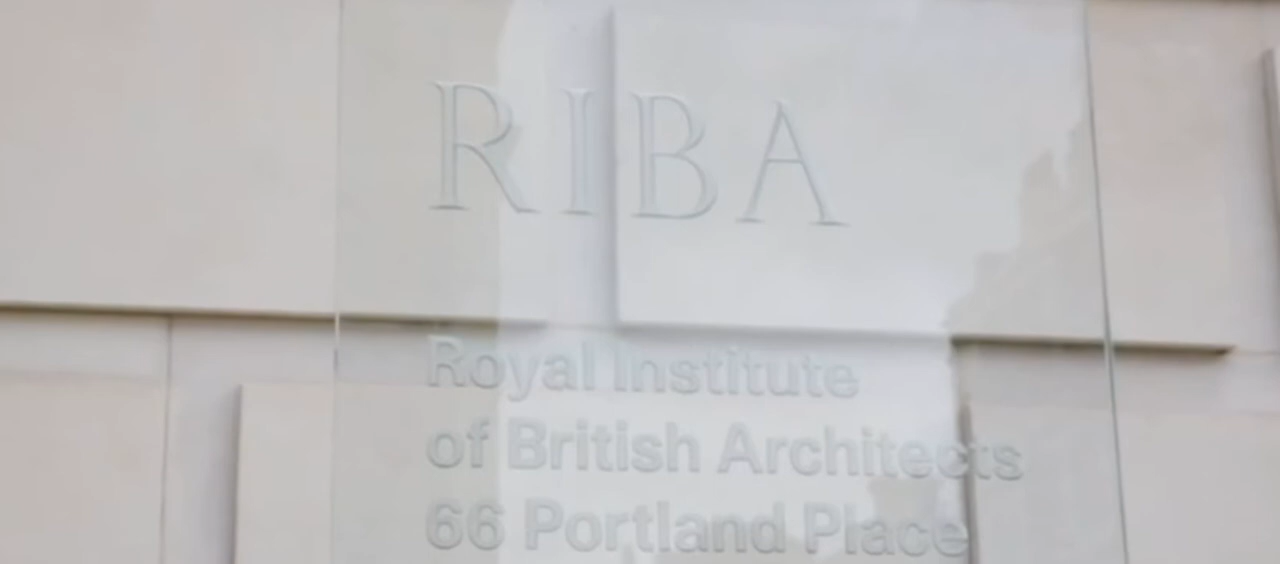 RIBA
Royal Institute
of British Architects
66 Portland Place